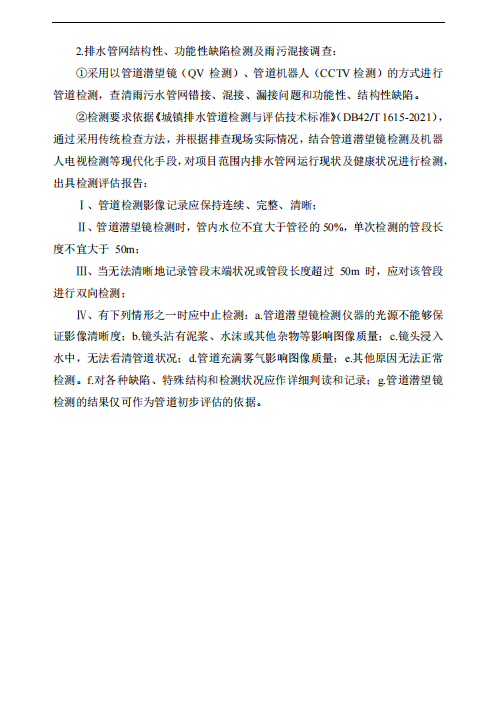 2.排水管网结构性、功能性缺陷检测及雨污混接调查：
①采用以管道潜望镜（QV 检测）、管道机器人（CCTV 检测）的方式进行
管道检测，查清雨污水管网错接、混接、漏接问题和功能性、结构性缺陷。
②检测要求依据《城镇排水管道检测与评估技术标准》（DB42/T 1615-2021），
通过采用传统检查方法，并根据排查现场实际情况，结合管道潜望镜检测及机器
人电视检测等现代化手段，对项目范围内排水管网运行现状及健康状况进行检测，
出具检测评估报告：
Ⅰ、管道检测影像记录应保持连续、完整、清晰；
Ⅱ、管道潜望镜检测时，管内水位不宜大于管径的 50%，单次检测的管段长
度不宜大于 50m；
Ⅲ、当无法清晰地记录管段末端状况或管段长度超过 50m 时，应对该管段
进行双向检测；
Ⅳ、有下列情形之一时应中止检测：a.管道潜望镜检测仪器的光源不能够保
证影像清晰度；b.镜头沾有泥浆、水沫或其他杂物等影响图像质量；c.镜头浸入
水中，无法看清管道状况；d.管道充满雾气影响图像质量；e.其他原因无法正常
检测。f.对各种缺陷、特殊结构和检测状况应作详细判读和记录；g.管道潜望镜
检测的结果仅可作为管道初步评估的依据。